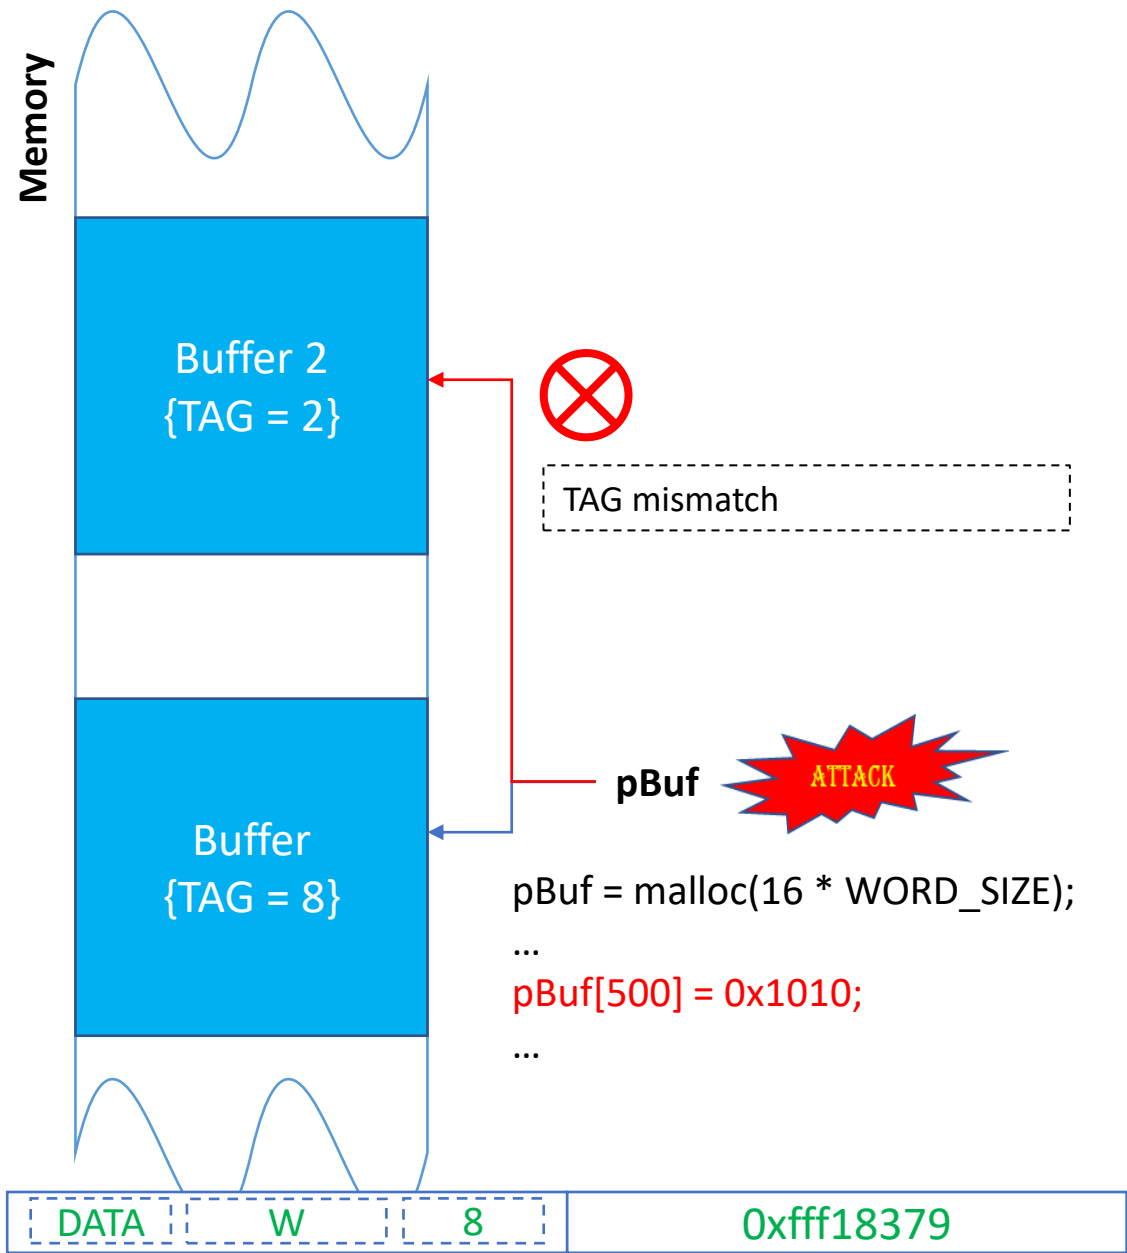 Memory
Buffer 2
{TAG = 2}
TAG mismatch
pBuf
ATTACK
Buffer
{TAG = 8}
pBuf = malloc(16 * WORD_SIZE);
...
pBuf[500] = 0x1010;
...
DATA W 8 0xfff18379